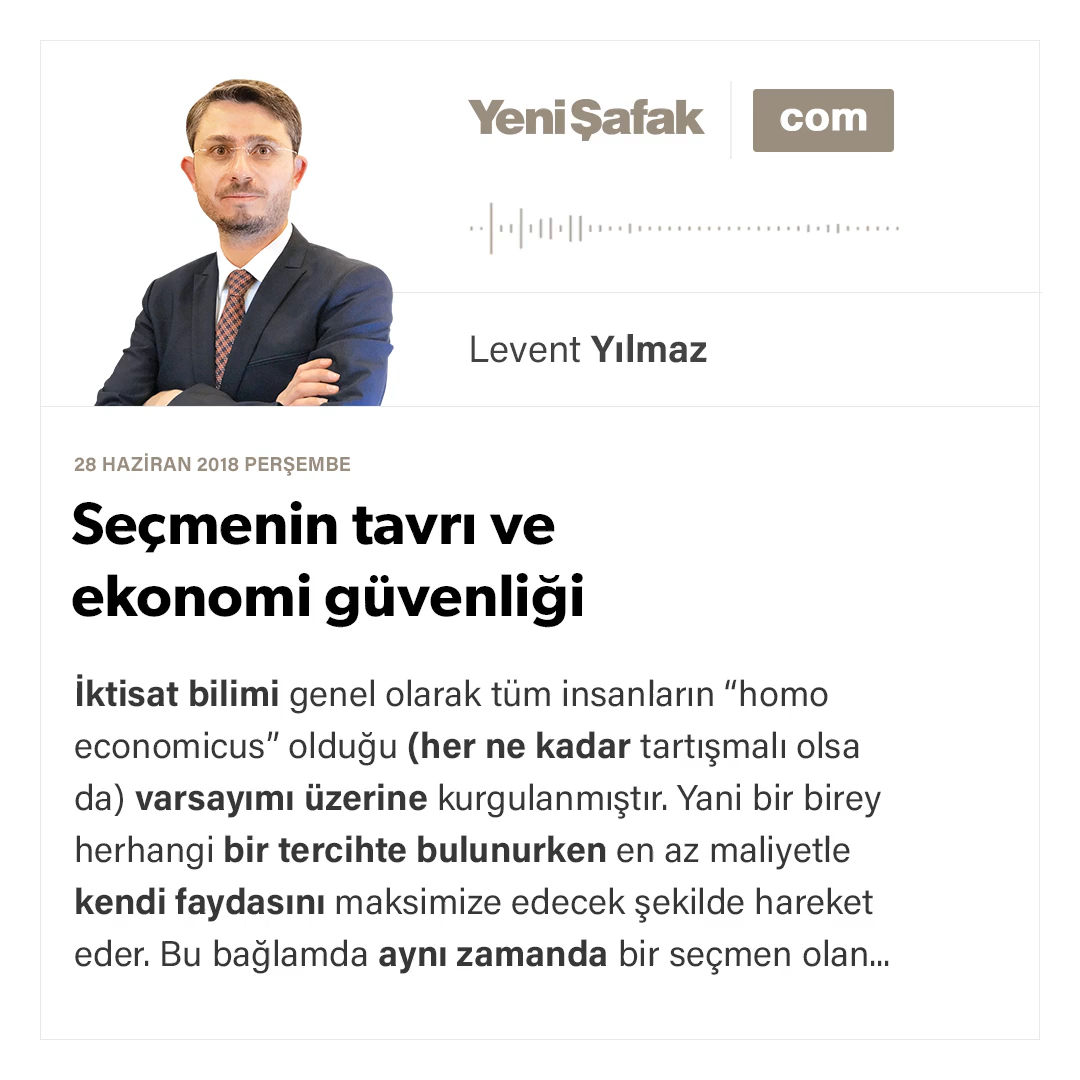 YeniŞafak com
Levent Yılmaz
28 HAZİRAN 2018 PERŞEMBE
Seçmenin tavrı ve
ekonomi güvenliği
İktisat bilimi genel olarak tüm insanların “homo
economicus” olduğu (her ne kadar tartışmalı olsa
da) varsayımı üzerine kurgulanmıştır. Yani bir birey
herhangi bir tercihte bulunurken en az maliyetle
kendi faydasını maksimize edecek şekilde hareket
eder. Bu bağlamda aynı zamanda bir seçmen olan...